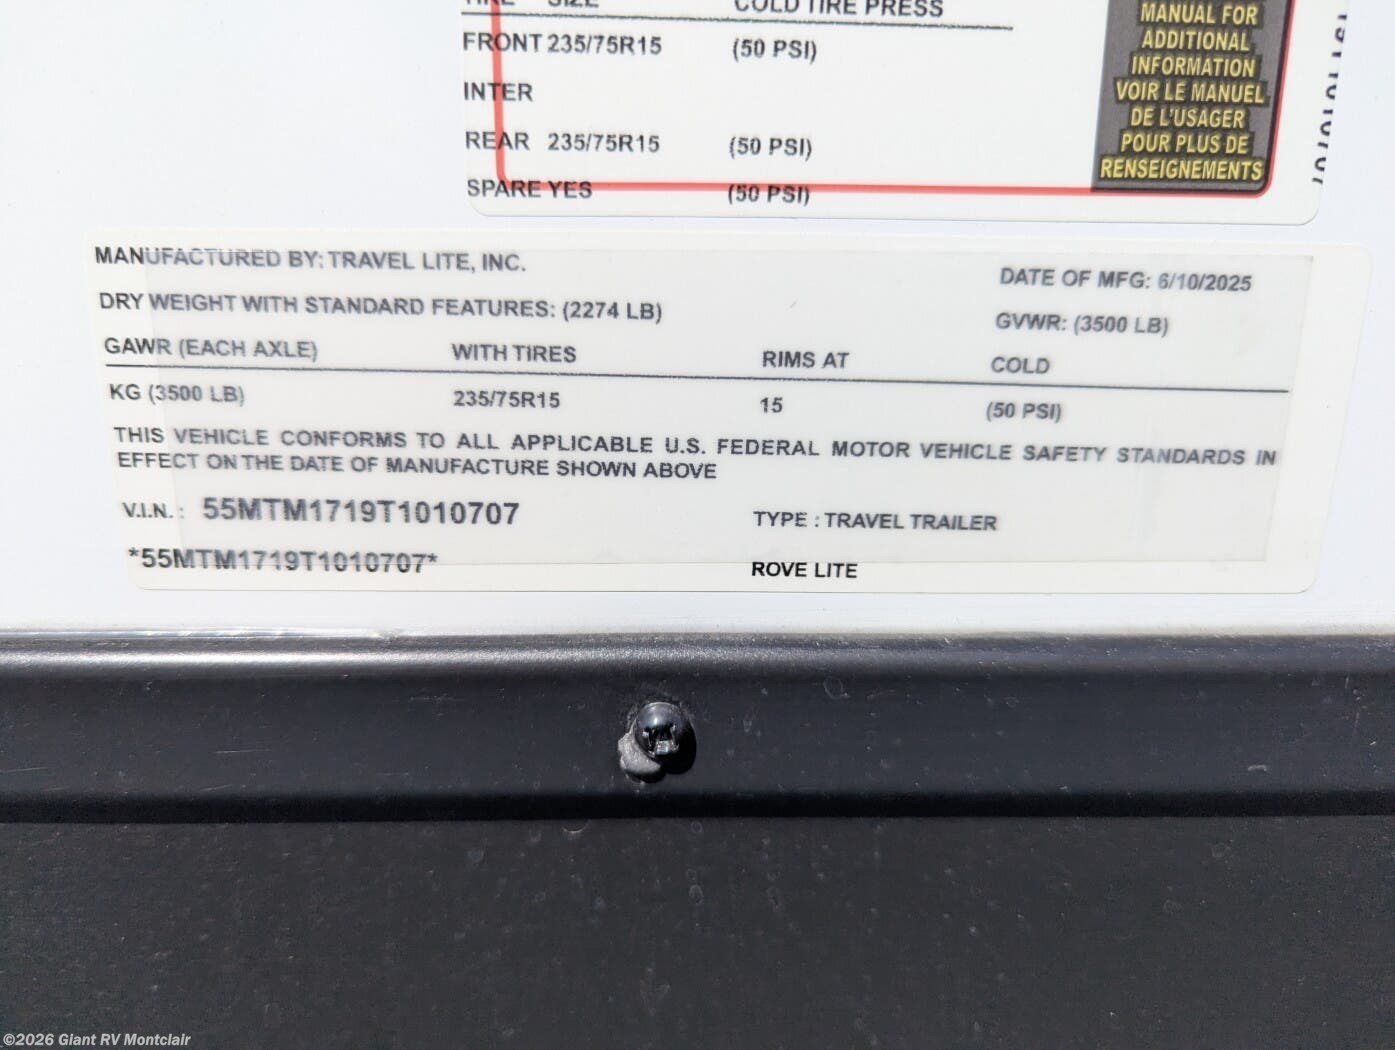 TIRE SIZE COLD TIRE PRESS
FRONT 235/75R15 (50 PSI)
INTER
REAR 235/75R15 (50 PSI)
SPARE YES (50 PSI)
MANUAL FOR
ADDITIONAL
INFORMATION
VOIR LE MANUEL
DE L'USAGER
POUR PLUS DE
RENSEIGNEMENTS
MANUFACTURED BY: TRAVEL LITE, INC. DATE OF MFG: 6/10/2025
DRY WEIGHT WITH STANDARD FEATURES: (2274 LB) GVWR: (3500 LB)
GAWR (EACH AXLE) WITH TIRES RIMS AT COLD
KG (3500 LB) 235/75R15 15 (50 PSI)
THIS VEHICLE CONFORMS TO ALL APPLICABLE U.S. FEDERAL MOTOR VEHICLE SAFETY STANDARDS IN
EFFECT ON THE DATE OF MANUFACTURE SHOWN ABOVE
V.I.N. : 55MTM1719T1010707 TYPE : TRAVEL TRAILER
*55MTM1719T1010707* ROVE LITE
©2026 Giant RV Montclair